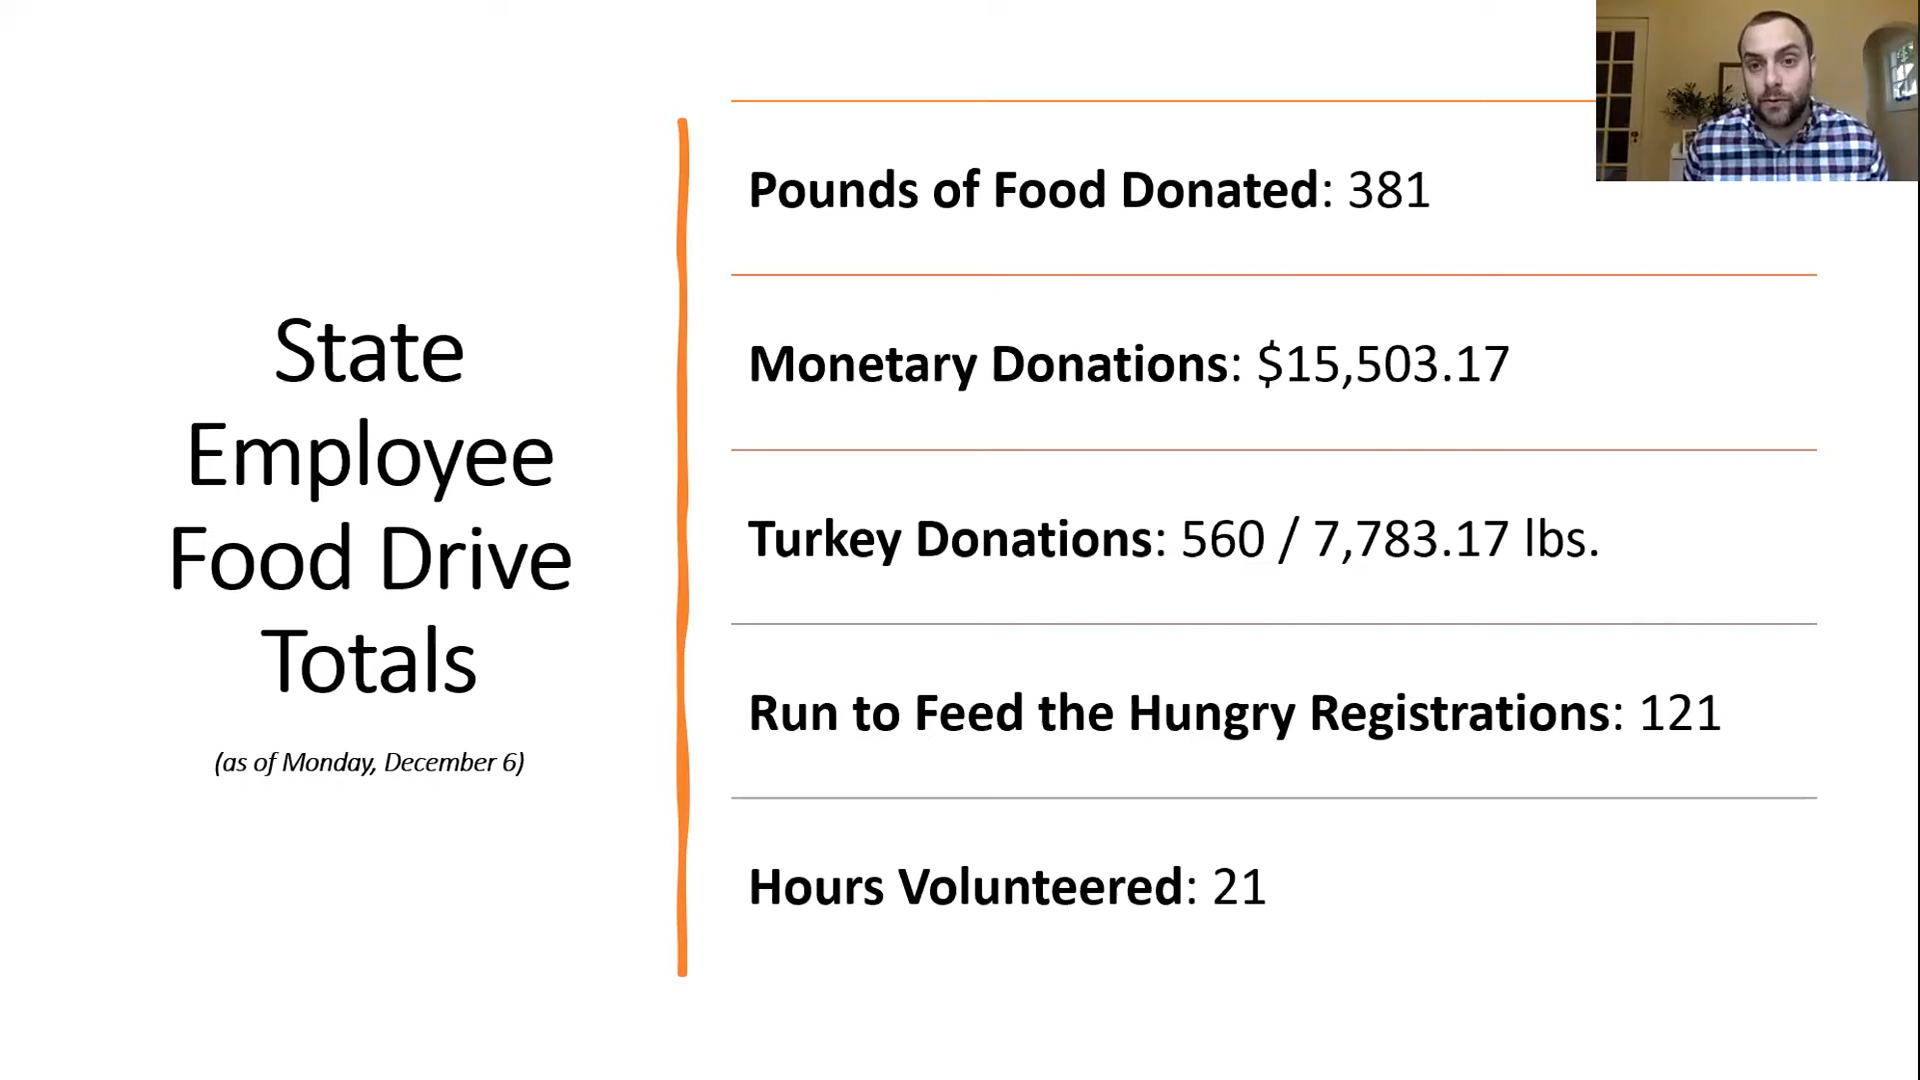 State
Employee
Food Drive
Totals
(as of Monday, December 6)
Pounds of Food Donated: 381
Monetary Donations: $15,503.17
Turkey Donations: 560 / 7,783.17 lbs.
Run to Feed the Hungry Registrations: 121
Hours Volunteered: 21